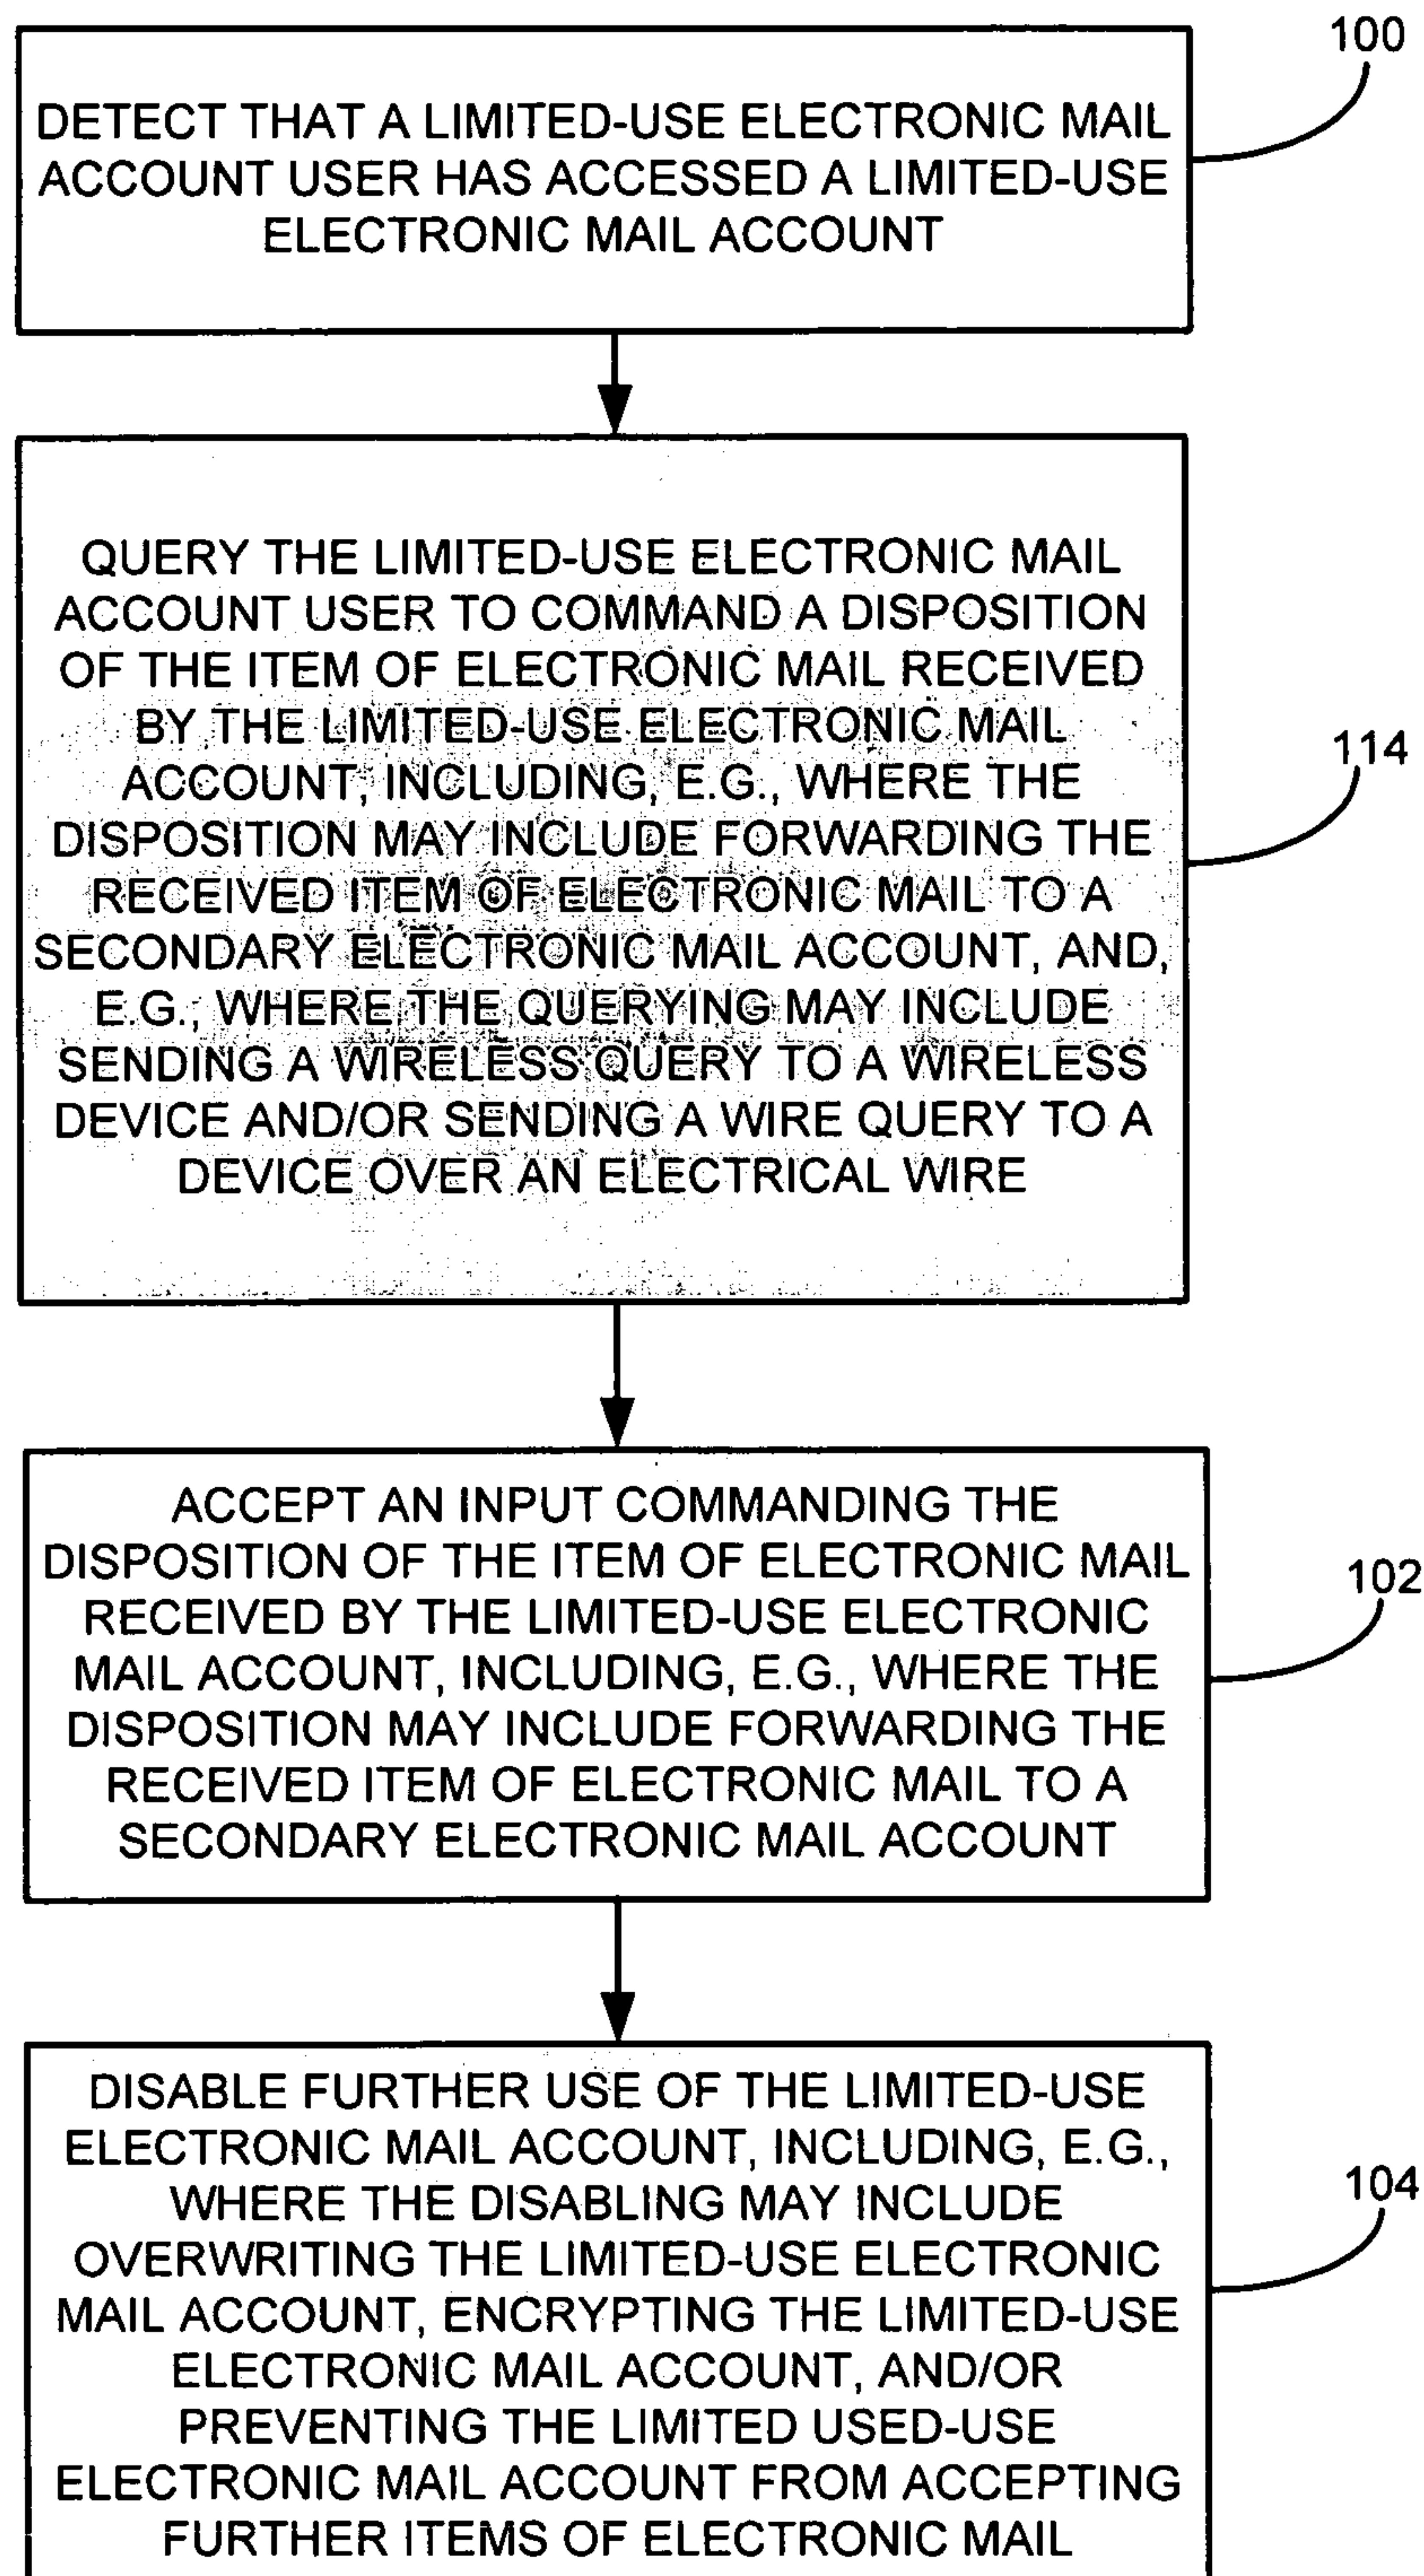 100
DETECT THAT A LIMITED-USE ELECTRONIC MAIL
ACCOUNT USER HAS ACCESSED A LIMITED-USE
ELECTRONIC MAIL ACCOUNT
QUERY THE LIMITED-USE ELECTRONIC MAIL
ACCOUNT USER TO COMMAND A DISPOSITION
OF THE ITEM OF ELECTRONIC MAIL RECEIVED
BY THE LIMITED-USE ELECTRONIC MAIL
ACCOUNT, INCLUDING, E.G., WHERE THE
DISPOSITION MAY INCLUDE FORWARDING THE
RECEIVED ITEM OF ELECTRONIC MAIL TO A
SECONDARY ELECTRONIC MAIL ACCOUNT, AND,
E.G., WHERE THE QUERYING MAY INCLUDE
SENDING A WIRELESS QUERY TO A WIRELESS
DEVICE AND/OR SENDING A WIRE QUERY TO A
DEVICE OVER AN ELECTRICAL WIRE
114
ACCEPT AN INPUT COMMANDING THE
DISPOSITION OF THE ITEM OF ELECTRONIC MAIL
RECEIVED BY THE LIMITED-USE ELECTRONIC
MAIL ACCOUNT, INCLUDING, E.G., WHERE THE
DISPOSITION MAY INCLUDE FORWARDING THE
RECEIVED ITEM OF ELECTRONIC MAIL TO A
SECONDARY ELECTRONIC MAIL ACCOUNT
102
DISABLE FURTHER USE OF THE LIMITED-USE
ELECTRONIC MAIL ACCOUNT, INCLUDING, E.G.,
WHERE THE DISABLING MAY INCLUDE
OVERWRITING THE LIMITED-USE ELECTRONIC
MAIL ACCOUNT, ENCRYPTING THE LIMITED-USE
ELECTRONIC MAIL ACCOUNT, AND/OR
PREVENTING THE LIMITED USED-USE
ELECTRONIC MAIL ACCOUNT FROM ACCEPTING
FURTHER ITEMS OF ELECTRONIC MAIL
104